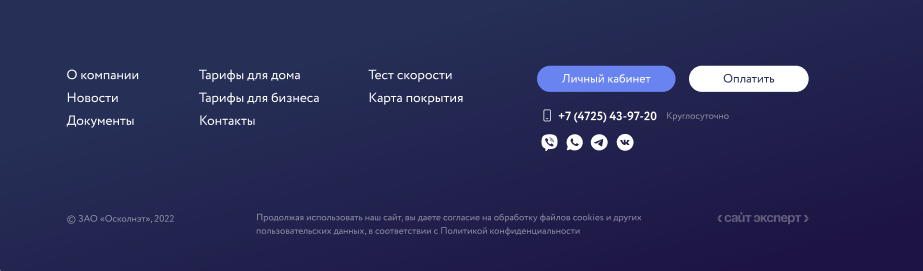 О компании
Новости
Документы
Тарифы для дома
Тарифы для бизнеса
Контакты
Тест скорости
Карта покрытия
Личный кабинет
Оплатить
+7 (4725) 43-97-20 Круглосуточно
© ЗАО «Осколнэт», 2022
Продолжая использовать наш сайт, вы даете согласие на обработку файлов cookies и других
пользовательских данных, в соответствии с Политикой конфиденциальности
сайт эксперт